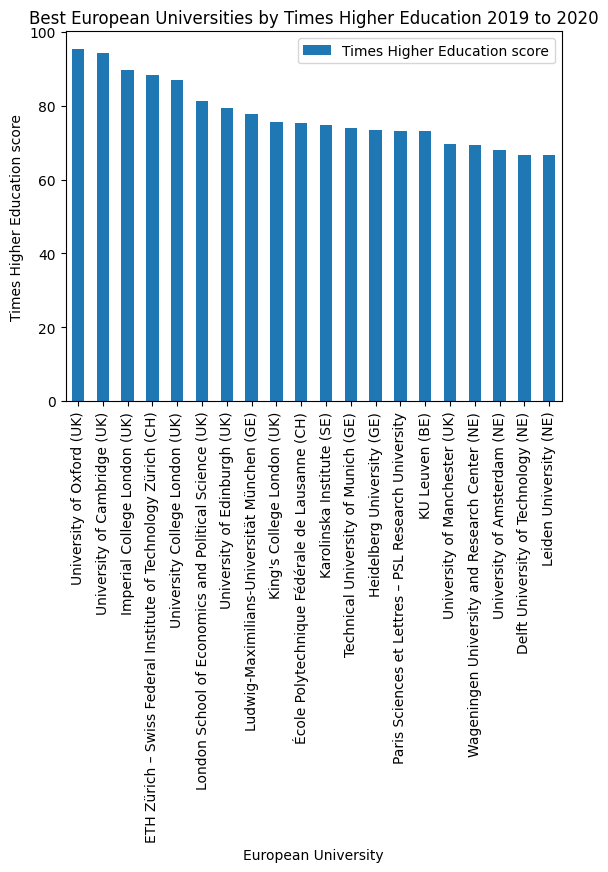 Best European Universities by Times Higher Education 2019 to 2020
Times Higher Education score
Times Higher Education score
100
80
60
40
20
0
University of Oxford (UK)
University of Cambridge (UK)
Imperial College London (UK)
ETH Zürich – Swiss Federal Institute of Technology Zürich (CH)
University College London (UK)
London School of Economics and Political Science (UK)
University of Edinburgh (UK)
Ludwig-Maximilians-Universität München (GE)
King's College London (UK)
École Polytechnique Fédérale de Lausanne (CH)
Karolinska Institute (SE)
Technical University of Munich (GE)
Heidelberg University (GE)
Paris Sciences et Lettres – PSL Research University
KU Leuven (BE)
University of Manchester (UK)
Wageningen University and Research Center (NE)
University of Amsterdam (NE)
Delft University of Technology (NE)
Leiden University (NE)
European University